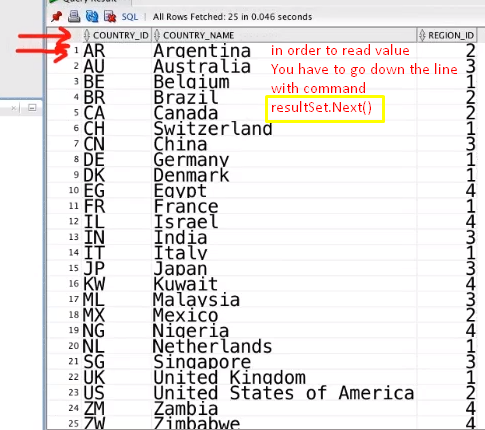 Query Result
SQL | All Rows Fetched: 25 in 0.046 seconds
COUNTRY_ID COUNTRY_NAME REGION_ID
1 AR Argentina 2
in order to read value
2 AU Australia 3
You have to go down the line
3 BE Belgium 1
with command
4 BR Brazil 2
resultSet.Next()
5 CA Canada 2
6 CH Switzerland 1
7 CN China 3
8 DE Germany 1
9 DK Denmark 1
10 EG Egypt 4
11 FR France 1
12 IL Israel 4
13 IN India 3
14 IT Italy 1
15 JP Japan 3
16 KW Kuwait 4
17 ML Malaysia 3
18 MX Mexico 2
19 NG Nigeria 4
20 NL Netherlands 1
21 SG Singapore 3
22 UK United Kingdom 1
23 US United States of America 2
24 ZM Zambia 4
25 ZW Zimbabwe 4